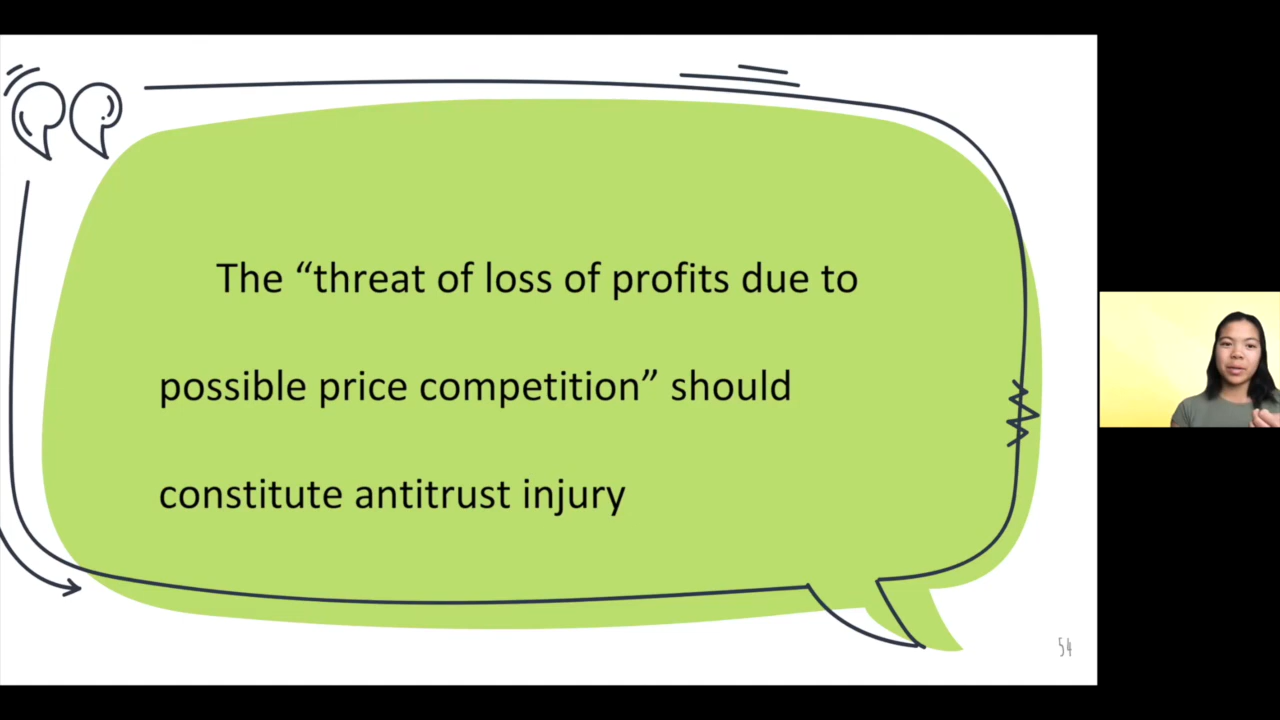 The “threat of loss of profits due to
possible price competition” should
constitute antitrust injury
54